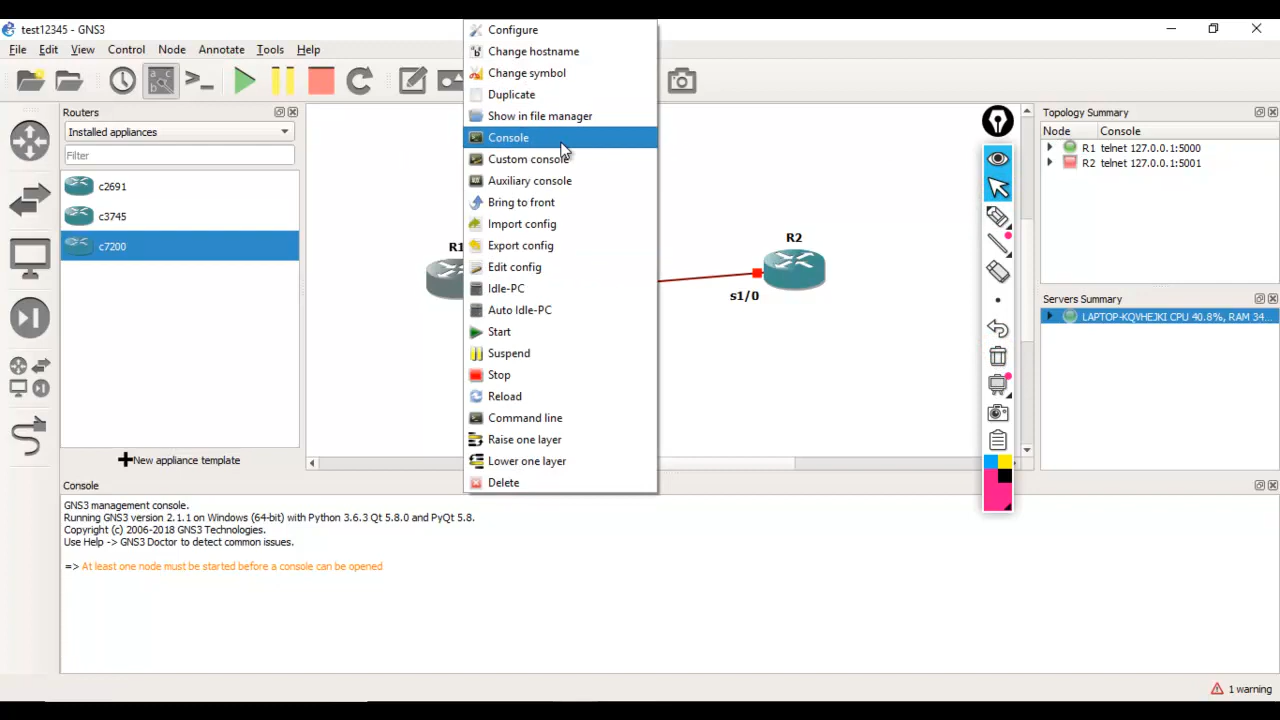 test12345 - GNS3
File Edit View Control Node Annotate Tools Help
Configure
Change hostname
Change symbol
Duplicate
Show in file manager
Console
Custom console
Auxiliary console
Bring to front
Import config
Export config
Edit config
Idle-PC
Auto Idle-PC
Start
Suspend
Stop
Reload
Command line
Raise one layer
Lower one layer
Delete
Routers
Installed appliances
Filter
c2691
c3745
c7200
New appliance template
R1
R2
s1/0
Topology Summary
Node Console
R1 telnet 127.0.0.1:5000
R2 telnet 127.0.0.1:5001
Servers Summary
LAPTOP-KQVHEJKI CPU 40.8%, RAM 34...
Console
GNS3 management console.
Running GNS3 version 2.1.1 on Windows (64-bit) with Python 3.6.3 Qt 5.8.0 and PyQt 5.8.
Copyright (c) 2006-2018 GNS3 Technologies.
Use Help -> GNS3 Doctor to detect common issues.
=> At least one node must be started before a console can be opened
1 warning